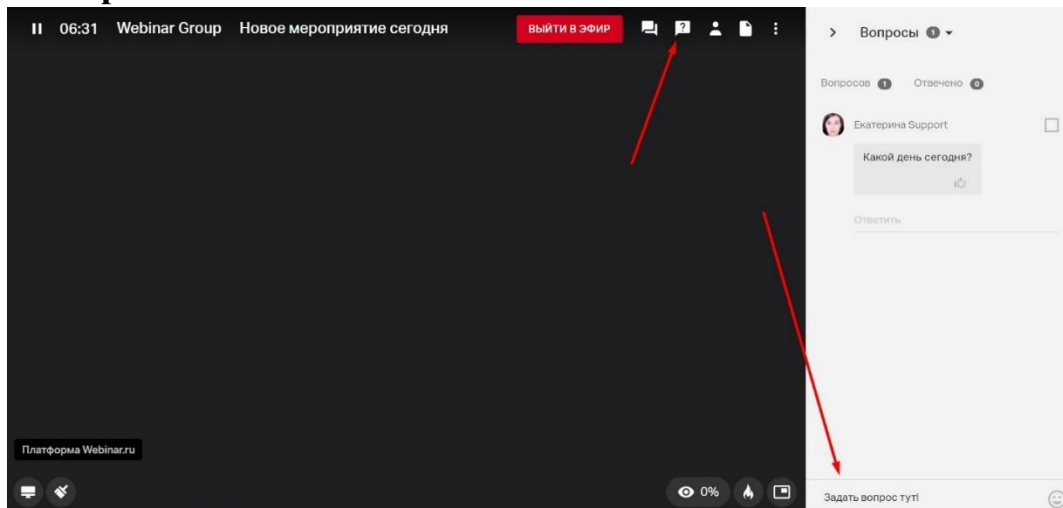 06:31 Webinar Group Новое мероприятие сегодня ВЫЙТИ В ЭФИР
Вопросы 1
Вопросов 1 Отвечено 0
Екатерина Support
Какой день сегодня?
Ответить
Платформа Webinar.ru
0%
Задать вопрос тут!